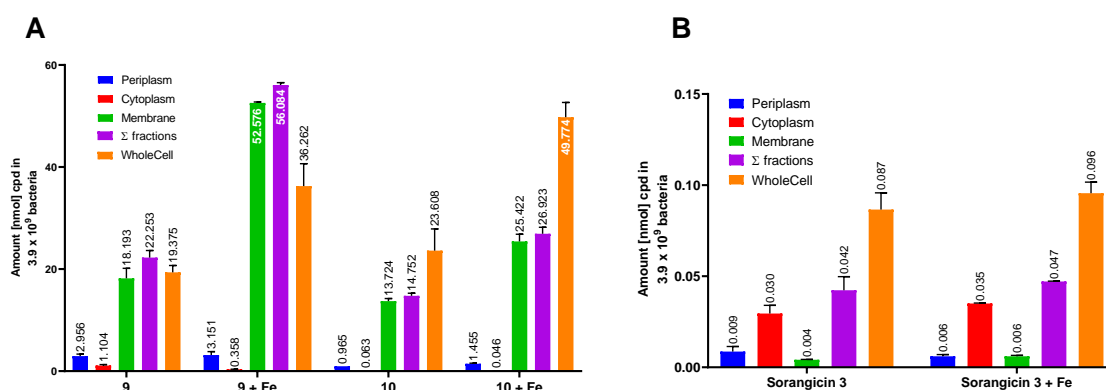 A
Amount [nmol] cpd in
3.9 x 10⁹ bacteria
60
40
20
0
Periplasm
Cytoplasm
Membrane
Σ fractions
WholeCell
2.956
1.104
18.193
22.253
19.375
3.151
0.358
52.576
56.084
36.262
0.965
0.063
13.724
14.752
23.608
1.455
0.046
25.422
26.923
49.774
9
9 + Fe
10
10 + Fe
B
Amount [nmol] cpd in
3.9 x 10⁹ bacteria
0.15
0.10
0.05
0.00
Periplasm
Cytoplasm
Membrane
Σ fractions
WholeCell
0.009
0.030
0.004
0.042
0.087
0.006
0.035
0.006
0.047
0.096
Sorangicin 3
Sorangicin 3 + Fe